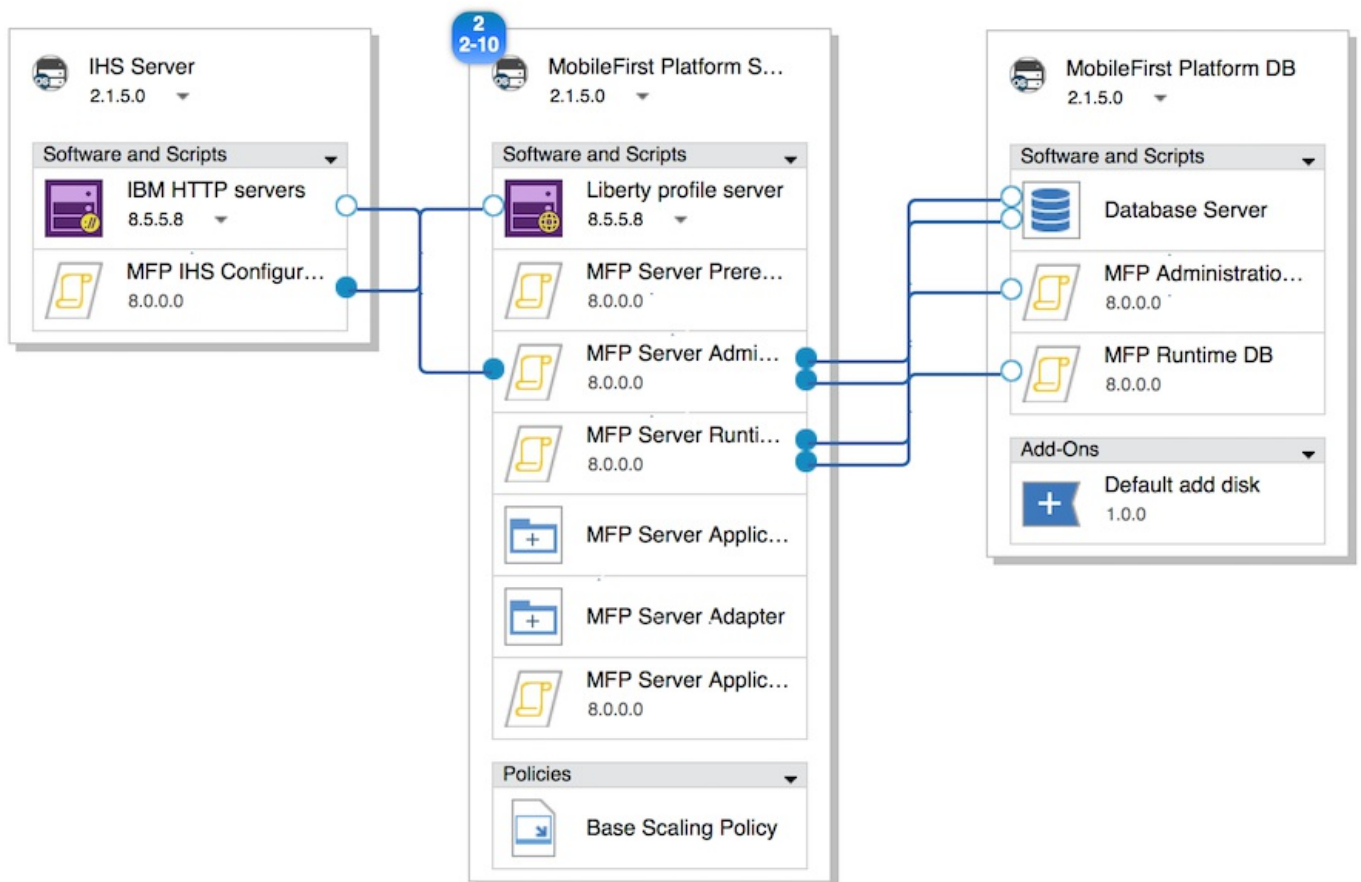 IHS Server
2.1.5.0
Software and Scripts
IBM HTTP servers
8.5.5.8
MFP IHS Configur...
8.0.0.0
2
2-10
MobileFirst Platform S...
2.1.5.0
Software and Scripts
Liberty profile server
8.5.5.8
MFP Server Prere...
8.0.0.0
MFP Server Admi...
8.0.0.0
MFP Server Runti...
8.0.0.0
MFP Server Applic...
MFP Server Adapter
MFP Server Applic...
8.0.0.0
Policies
Base Scaling Policy
MobileFirst Platform DB
2.1.5.0
Software and Scripts
Database Server
MFP Administratio...
8.0.0.0
MFP Runtime DB
8.0.0.0
Add-Ons
Default add disk
1.0.0